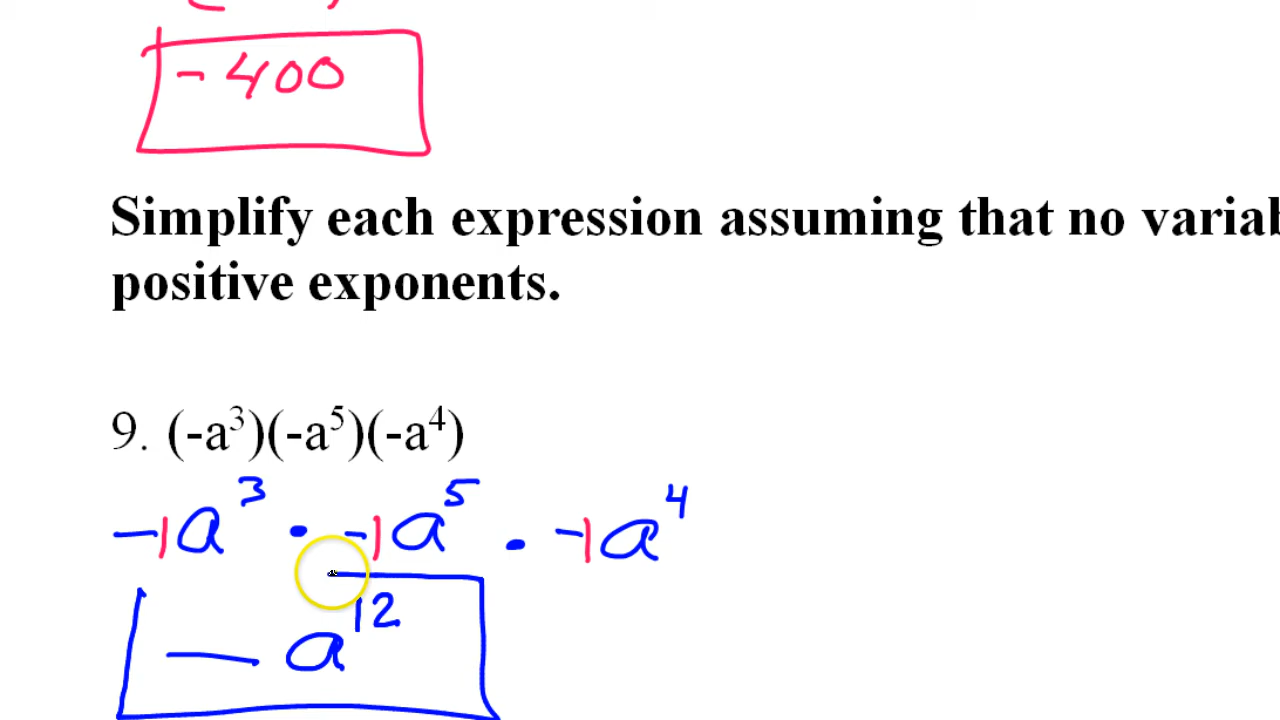 - 400
Simplify each expression assuming that no variab
positive exponents.
9. (-a³)(-a⁵)(-a⁴)
-1a³ · -1a⁵ · -1a⁴
— a¹²